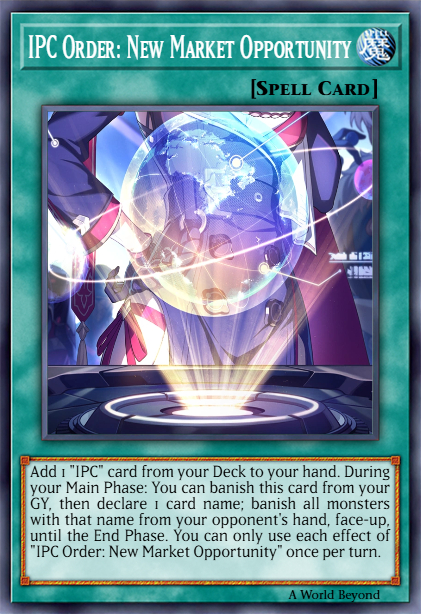 IPC Order: New Market Opportunity 魔
[Spell Card]
Add 1 "IPC" card from your Deck to your hand. During
your Main Phase: You can banish this card from your
GY, then declare 1 card name; banish all monsters
with that name from your opponent's hand, face-up,
until the End Phase. You can only use each effect of
"IPC Order: New Market Opportunity" once per turn.
A World Beyond